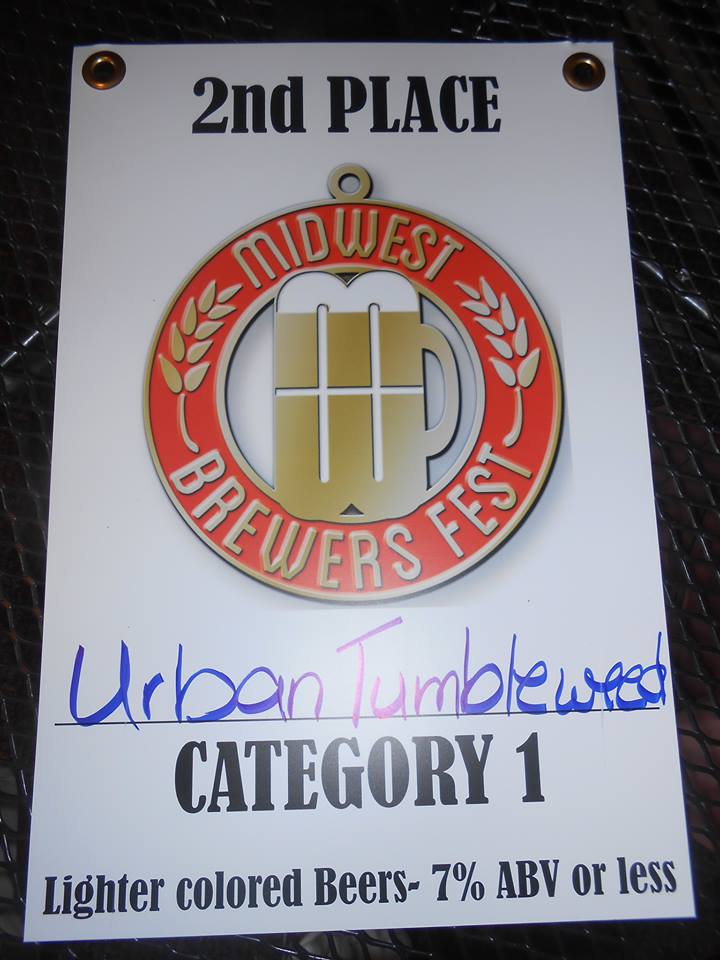 2nd PLACE
MIDWEST
BREWERS FEST
Urban Tumbleweed
CATEGORY 1
Lighter colored Beers- 7% ABV or less